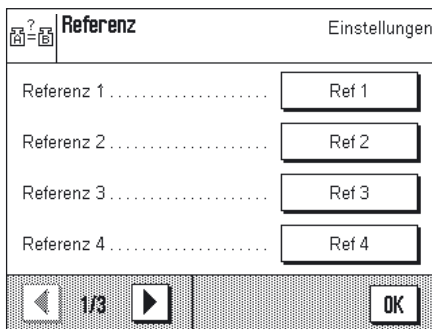 A ?= B Referenz Einstellungen
Referenz 1 . . . . . . . . . . . . . . . . . . . . Ref 1
Referenz 2 . . . . . . . . . . . . . . . . . . . . Ref 2
Referenz 3 . . . . . . . . . . . . . . . . . . . . Ref 3
Referenz 4 . . . . . . . . . . . . . . . . . . . . Ref 4
1/3 OK